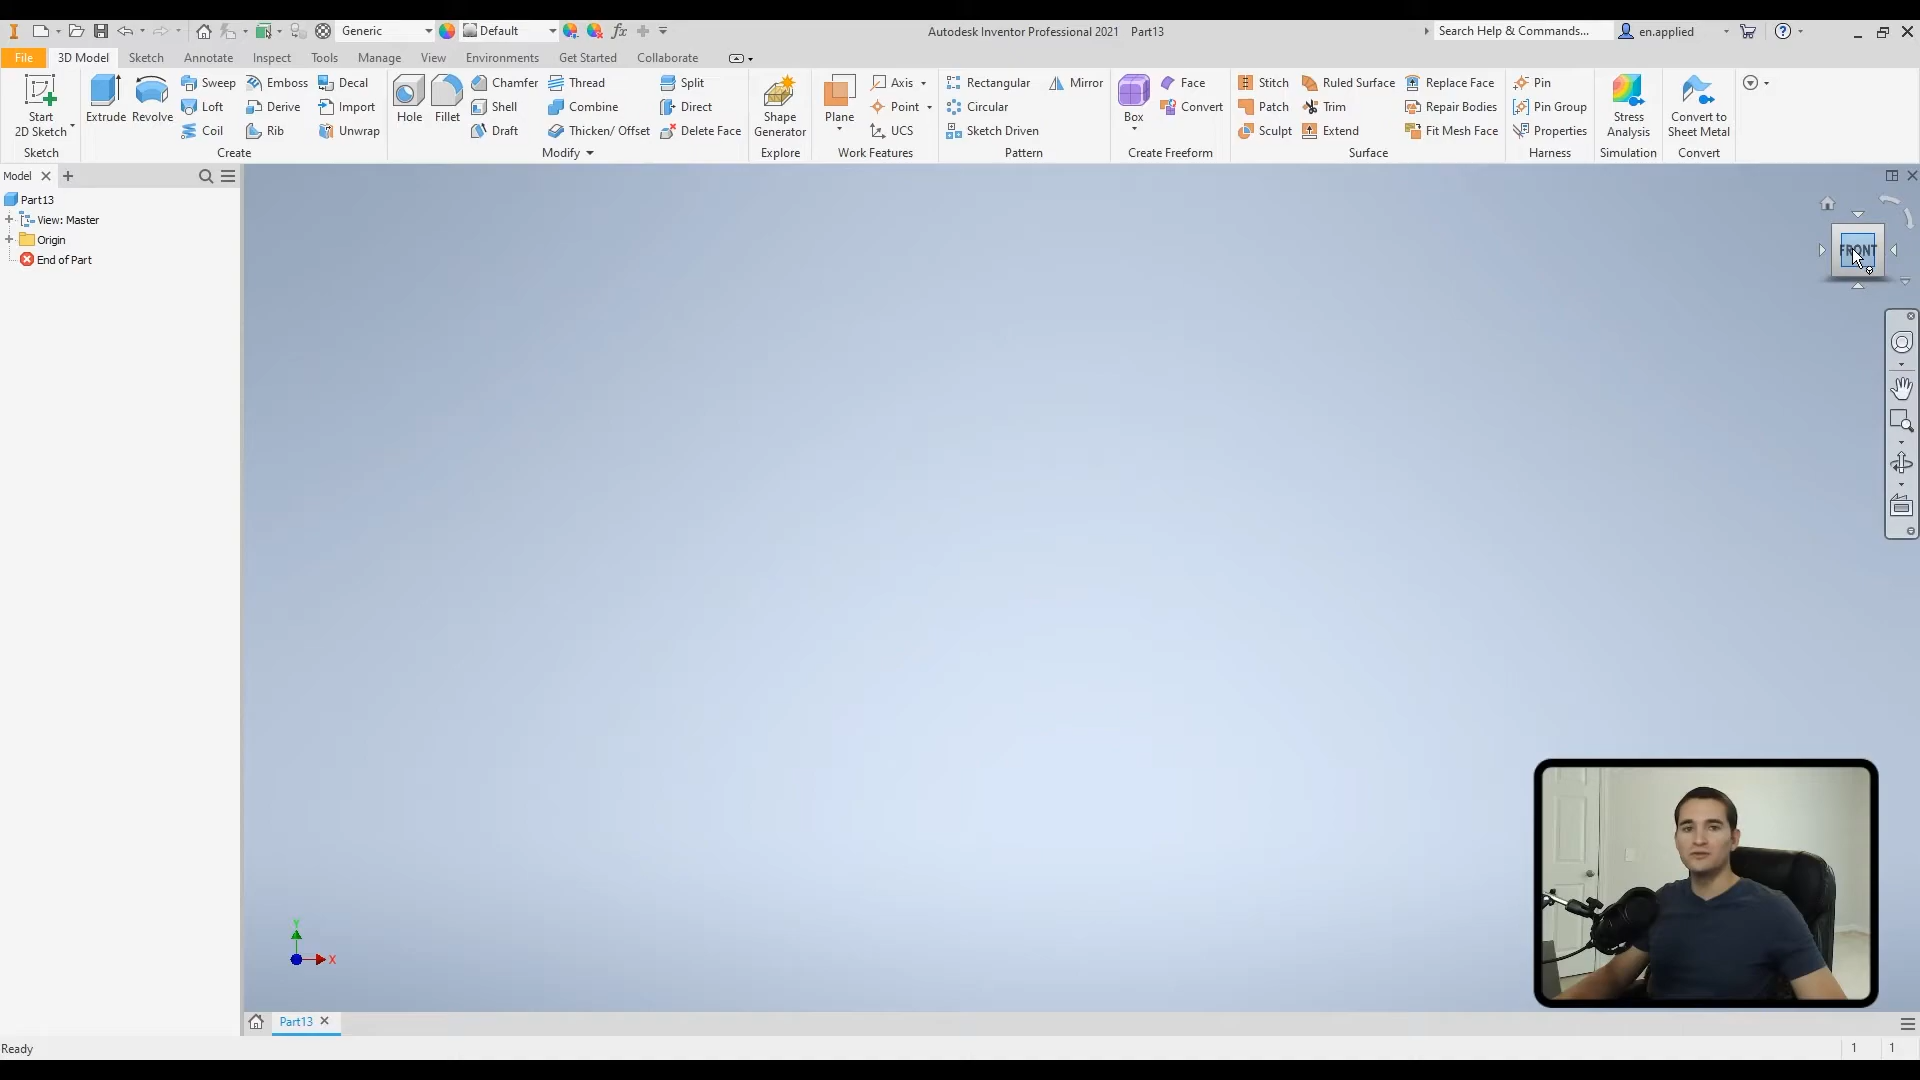 Generic
Default
Autodesk Inventor Professional 2021 Part13
Search Help & Commands...
en.applied
File 3D Model Sketch Annotate Inspect Tools Manage View Environments Get Started Collaborate
Start
2D Sketch
Sketch
Extrude
Revolve
Sweep
Loft
Coil
Emboss
Derive
Rib
Decal
Import
Unwrap
Create
Hole
Fillet
Chamfer
Shell
Draft
Thread
Combine
Thicken/ Offset
Split
Direct
Delete Face
Modify
Shape
Generator
Explore
Plane
Axis
Point
UCS
Work Features
Rectangular
Circular
Sketch Driven
Mirror
Pattern
Box
Face
Convert
Create Freeform
Stitch
Patch
Sculpt
Ruled Surface
Trim
Extend
Replace Face
Repair Bodies
Fit Mesh Face
Surface
Pin
Pin Group
Properties
Harness
Stress
Analysis
Simulation
Convert to
Sheet Metal
Convert
Model
Part13
View: Master
Origin
End of Part
FRONT
Y
X
Part13
Ready
1 1